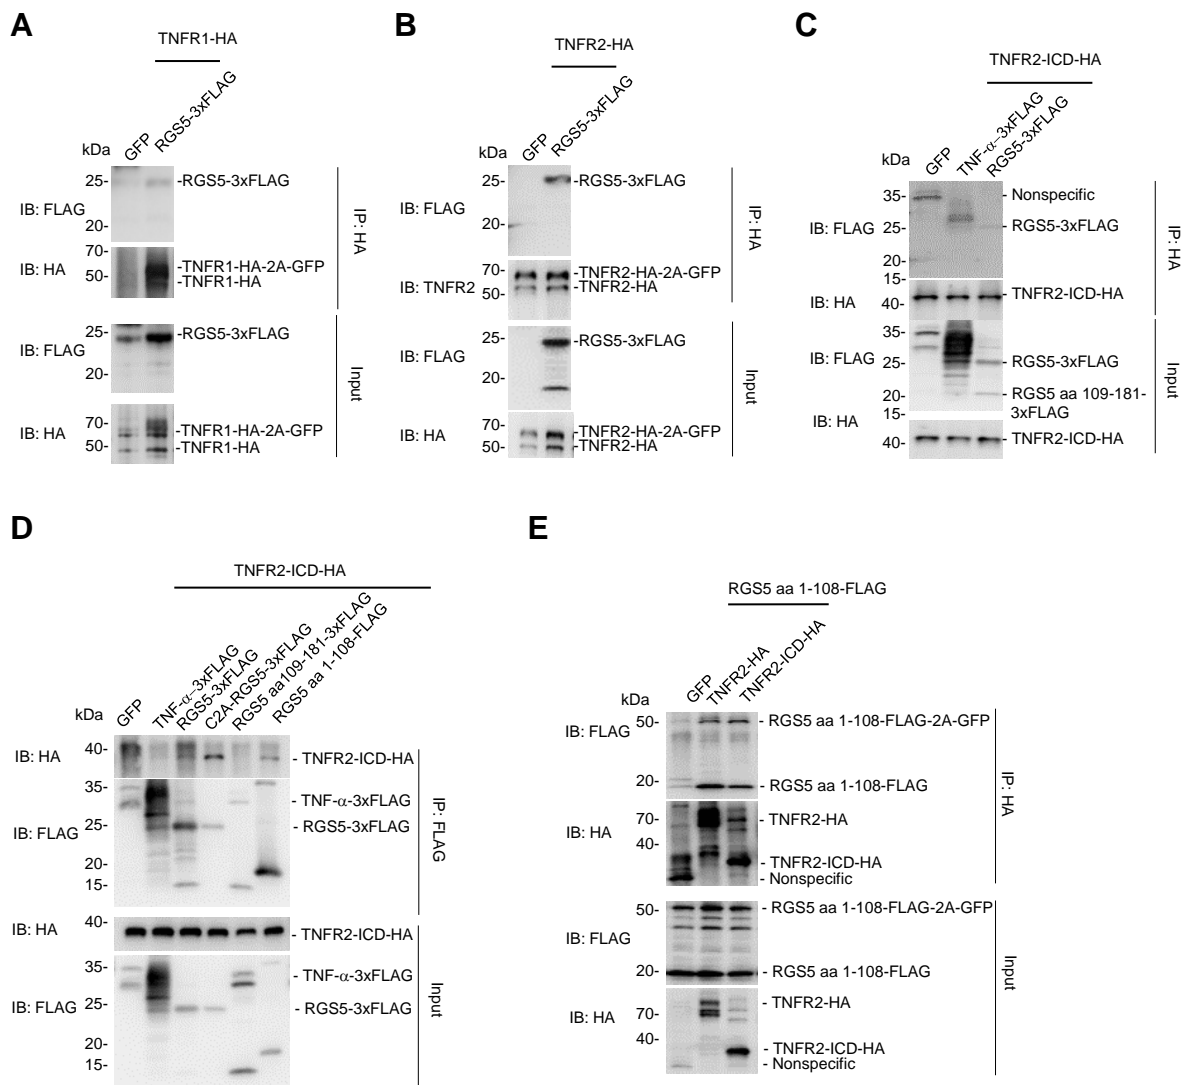 A
TNFR1-HA
GFP
RGS5-3xFLAG
kDa
25-
-RGS5-3xFLAG
IB: FLAG
20-
70-
-TNFR1-HA-2A-GFP
IB: HA
50-
-TNFR1-HA
IP: HA
25-
-RGS5-3xFLAG
IB: FLAG
20-
70-
-TNFR1-HA-2A-GFP
IB: HA
50-
-TNFR1-HA
Input
B
TNFR2-HA
GFP
RGS5-3xFLAG
kDa
25-
-RGS5-3xFLAG
IB: FLAG
20-
70-
-TNFR2-HA-2A-GFP
IB: TNFR2
50-
-TNFR2-HA
IP: HA
25-
-RGS5-3xFLAG
IB: FLAG
20-
70-
-TNFR2-HA-2A-GFP
IB: HA
50-
-TNFR2-HA
Input
C
TNFR2-ICD-HA
GFP
TNF-α-3xFLAG
RGS5-3xFLAG
kDa
35-
- Nonspecific
IB: FLAG
25-
- RGS5-3xFLAG
20-
15-
IB: HA
40-
- TNFR2-ICD-HA
IP: HA
35-
IB: FLAG
25-
- RGS5-3xFLAG
20-
- RGS5 aa 109-181-
3xFLAG
15-
IB: HA
40-
- TNFR2-ICD-HA
Input
D
TNFR2-ICD-HA
GFP
TNF-α-3xFLAG
RGS5-3xFLAG
C2A-RGS5-3xFLAG
RGS5 aa109-181-3xFLAG
RGS5 aa 1-108-FLAG
kDa
IB: HA
40-
- TNFR2-ICD-HA
35-
- TNF-α-3xFLAG
IB: FLAG
25-
- RGS5-3xFLAG
20-
15-
IP: FLAG
IB: HA
40-
- TNFR2-ICD-HA
35-
- TNF-α-3xFLAG
IB: FLAG
25-
- RGS5-3xFLAG
20-
15-
Input
E
RGS5 aa 1-108-FLAG
GFP
TNFR2-HA
TNFR2-ICD-HA
kDa
50-
- RGS5 aa 1-108-FLAG-2A-GFP
IB: FLAG
20-
- RGS5 aa 1-108-FLAG
70-
- TNFR2-HA
IB: HA
40-
- TNFR2-ICD-HA
- Nonspecific
IP: HA
50-
- RGS5 aa 1-108-FLAG-2A-GFP
IB: FLAG
20-
- RGS5 aa 1-108-FLAG
- TNFR2-HA
70-
IB: HA
40-
- TNFR2-ICD-HA
- Nonspecific
Input